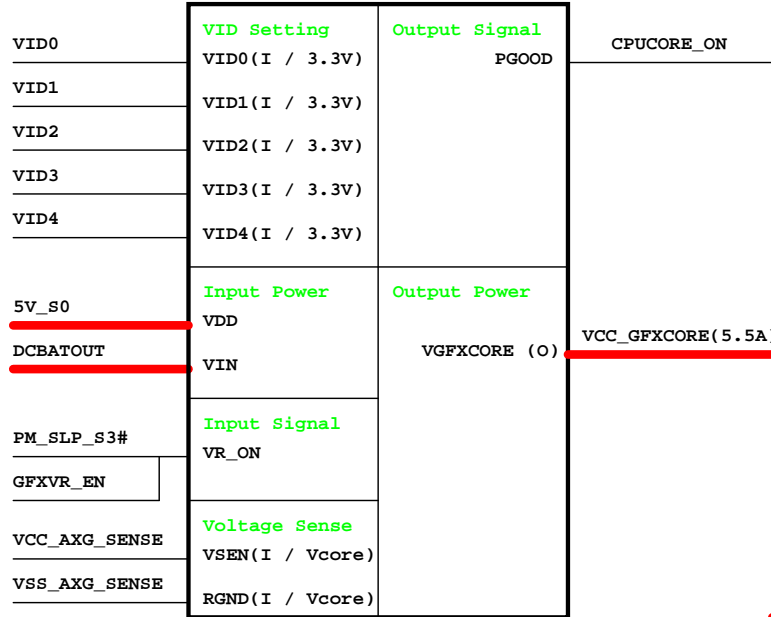 VID Setting
Output Signal
VID0
VID0(I / 3.3V)
PGOOD
CPUCORE_ON
VID1
VID1(I / 3.3V)
VID2
VID2(I / 3.3V)
VID3
VID3(I / 3.3V)
VID4
VID4(I / 3.3V)
Input Power
Output Power
5V_S0
VDD
DCBATOUT
VIN
VGFXCORE (O)
VCC_GFXCORE(5.5A)
Input Signal
PM_SLP_S3#
VR_ON
GFXVR_EN
Voltage Sense
VCC_AXG_SENSE
VSEN(I / Vcore)
VSS_AXG_SENSE
RGND(I / Vcore)